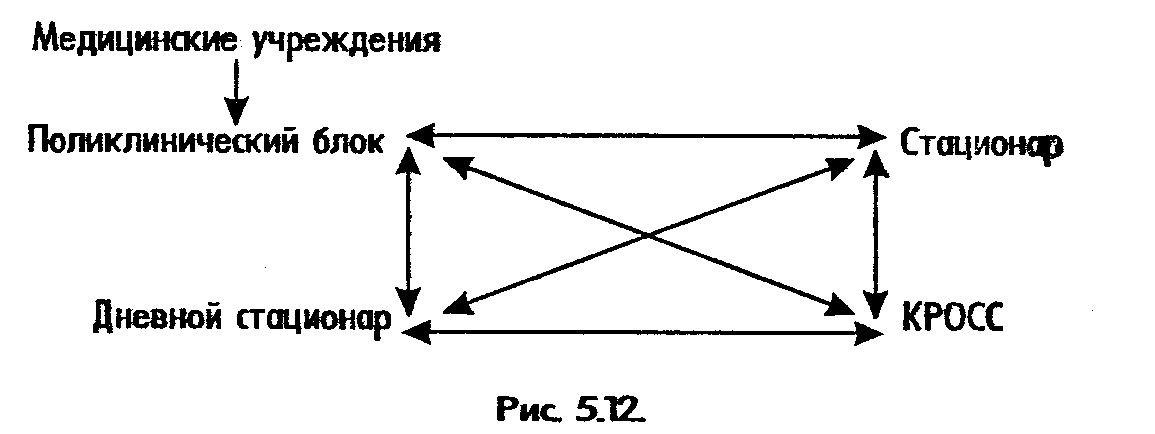 Медицинские учреждения
Поликлинический блок
Стационар
Дневной стационар
КРОСС
Рис. 5.12.